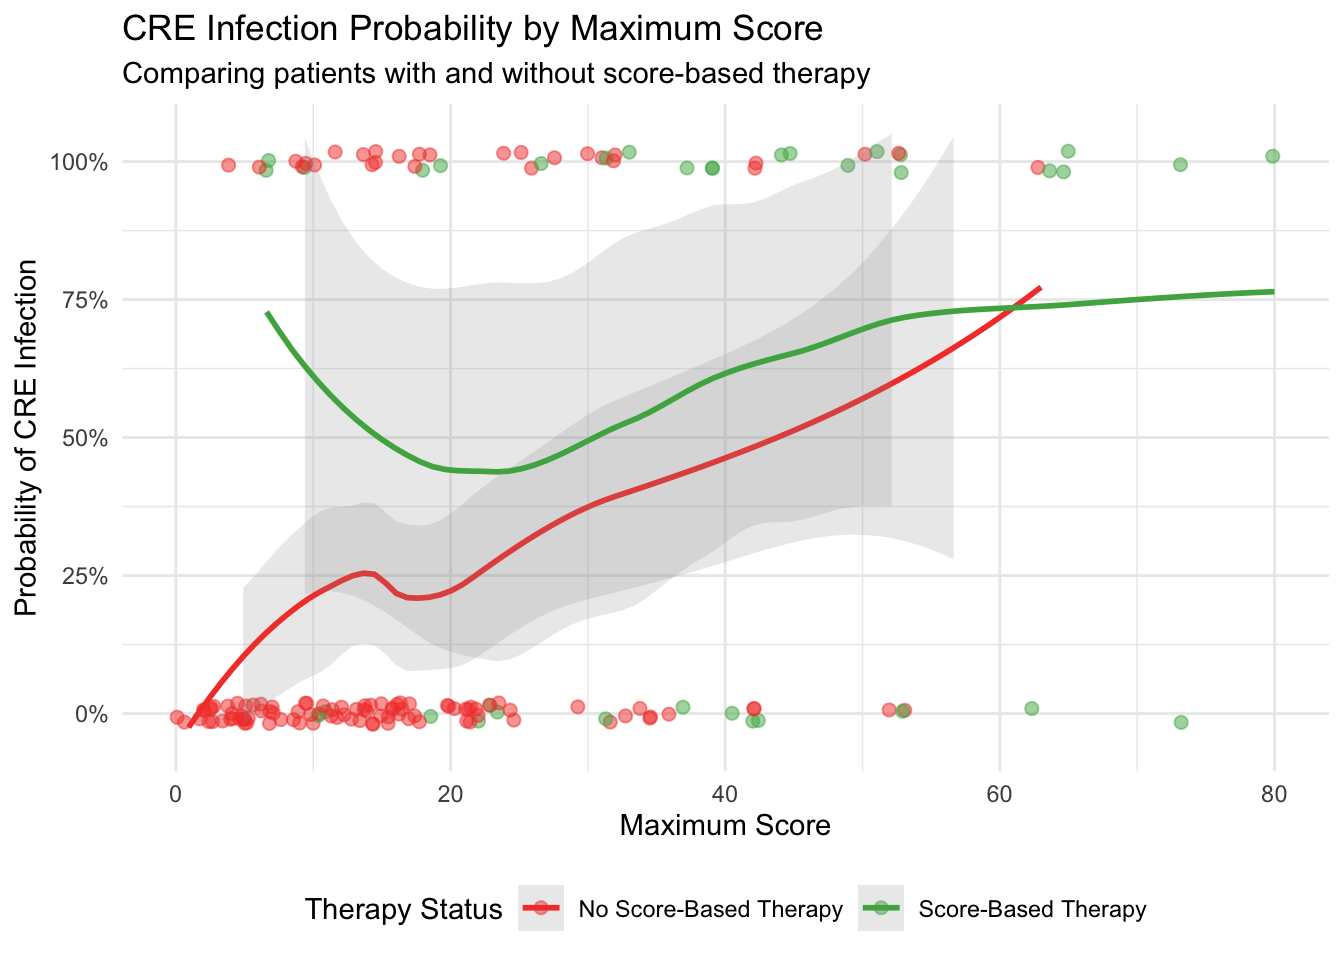 CRE Infection Probability by Maximum Score
Comparing patients with and without score-based therapy
Probability of CRE Infection
100%
75%
50%
25%
0%
0 20 40 60 80
Maximum Score
Therapy Status No Score-Based Therapy Score-Based Therapy